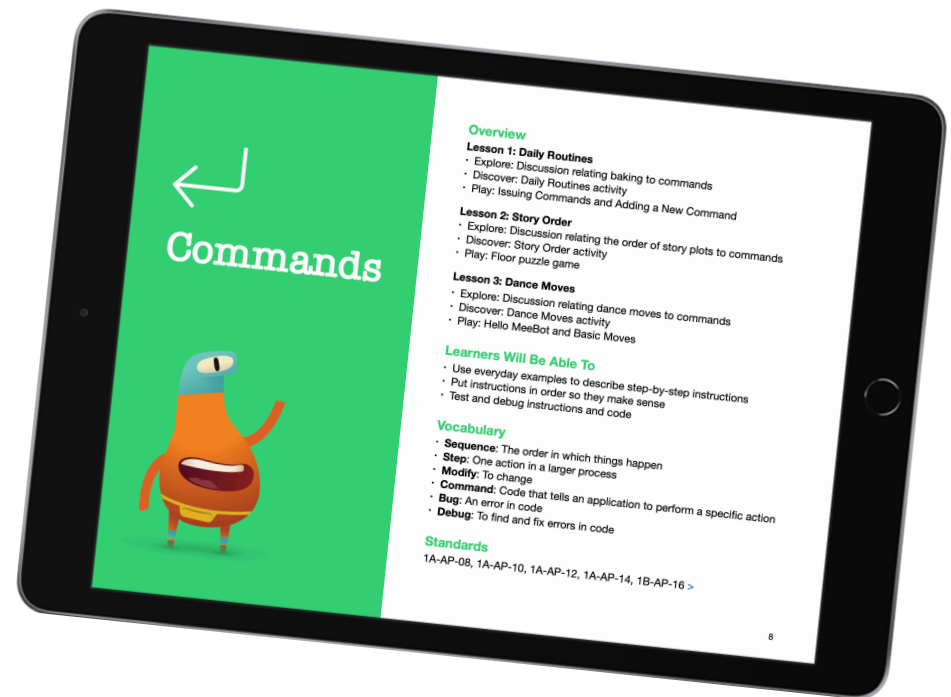 Commands
Overview
Lesson 1: Daily Routines
· Explore: Discussion relating baking to commands
· Discover: Daily Routines activity
· Play: Issuing Commands and Adding a New Command
Lesson 2: Story Order
· Explore: Discussion relating the order of story plots to commands
· Discover: Story Order activity
· Play: Floor puzzle game
Lesson 3: Dance Moves
· Explore: Discussion relating dance moves to commands
· Discover: Dance Moves activity
· Play: Hello MeeBot and Basic Moves
Learners Will Be Able To
· Use everyday examples to describe step-by-step instructions
· Put instructions in order so they make sense
· Test and debug instructions and code
Vocabulary
· Sequence: The order in which things happen
· Step: One action in a larger process
· Modify: To change
· Command: Code that tells an application to perform a specific action
· Bug: An error in code
· Debug: To find and fix errors in code
Standards
1A-AP-08, 1A-AP-10, 1A-AP-12, 1A-AP-14, 1B-AP-16 >
8